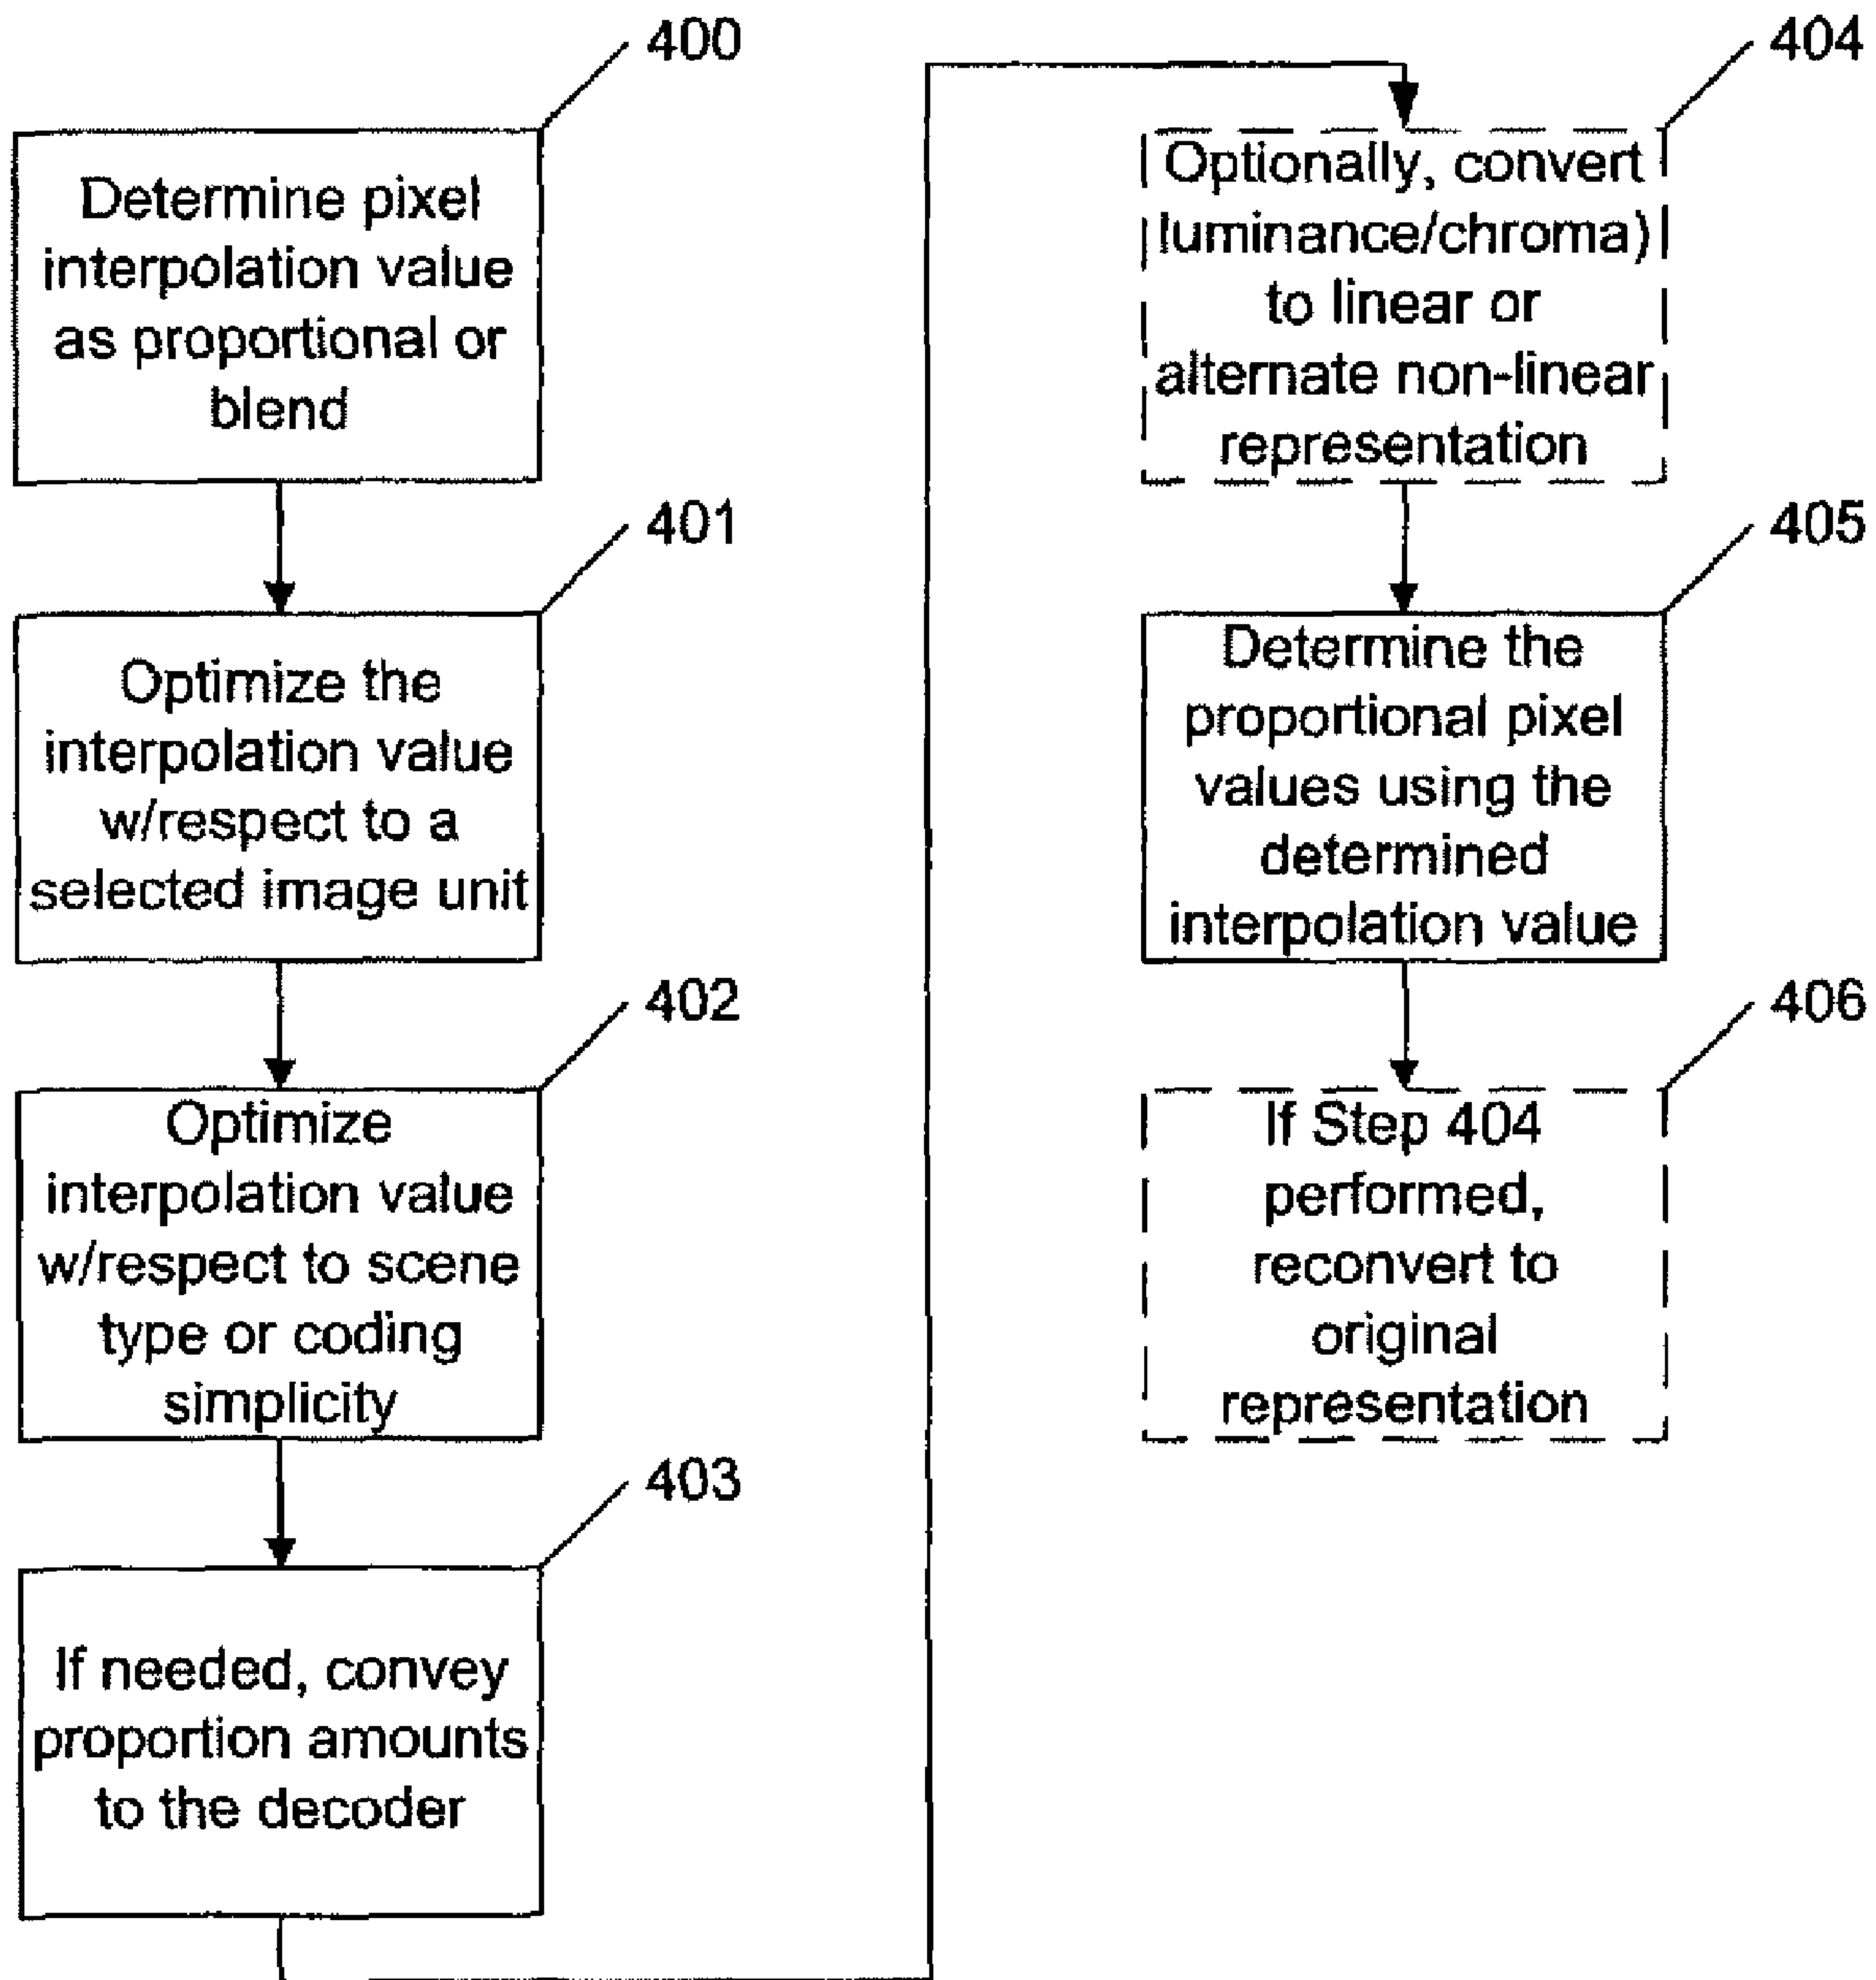 400
Determine pixel
interpolation value
as proportional or
blend
401
Optimize the
interpolation value
w/respect to a
selected image unit
402
Optimize
interpolation value
w/respect to scene
type or coding
simplicity
403
If needed, convey
proportion amounts
to the decoder
404
Optionally, convert
luminance/chroma)
to linear or
alternate non-linear
representation
405
Determine the
proportional pixel
values using the
determined
interpolation value
406
If Step 404
performed,
reconvert to
original
representation